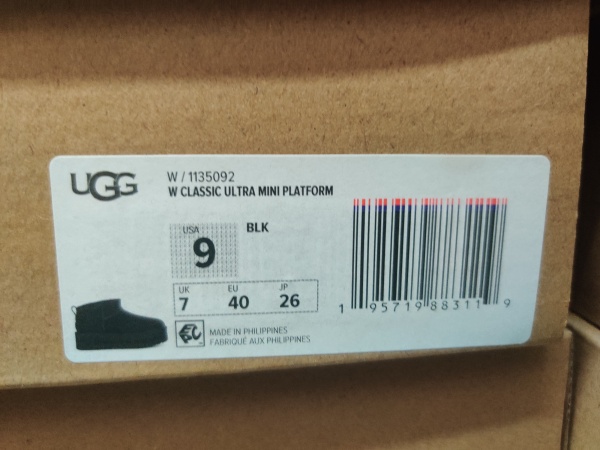 UGG
W / 1135092
W CLASSIC ULTRA MINI PLATFORM
USA
9
BLK
UK EU JP
7 40 26
1 95719 88311 9
MADE IN PHILIPPINES
FABRIQUÉ AUX PHILIPPINES